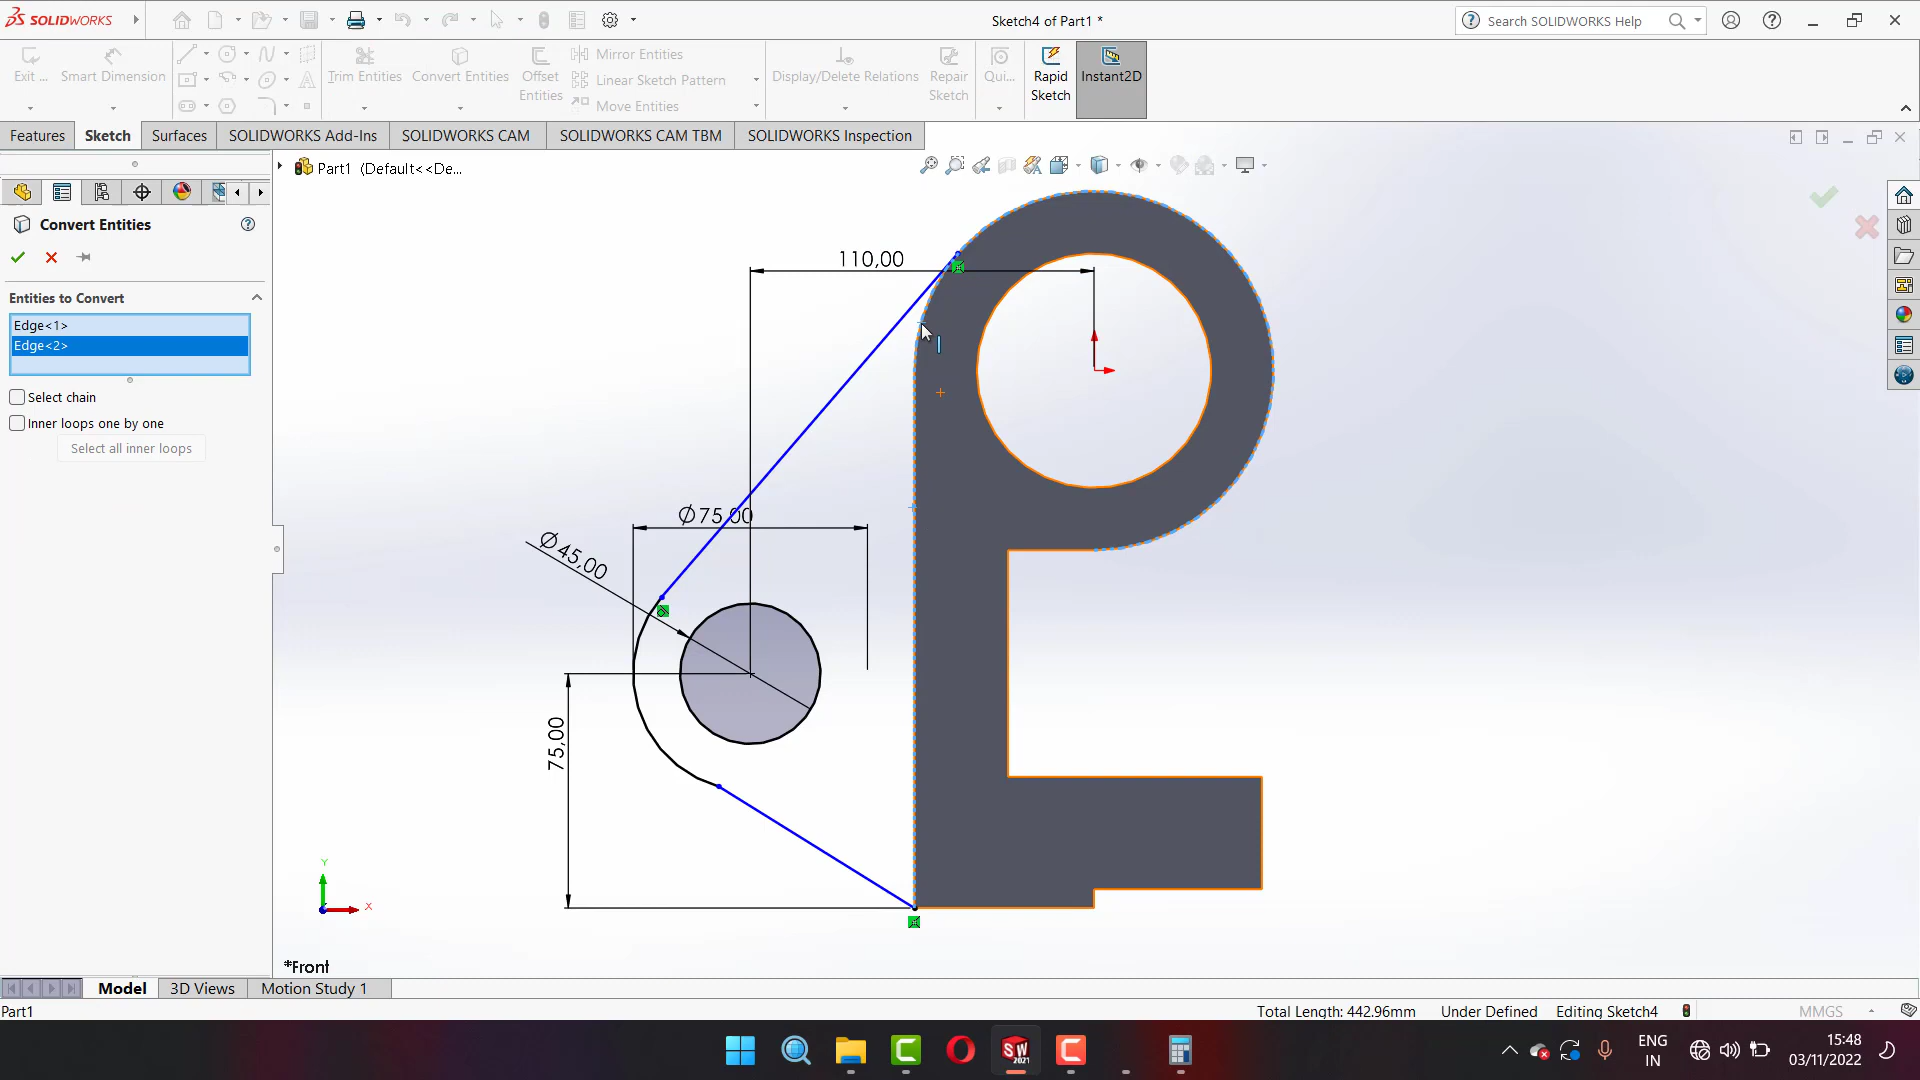 SOLIDWORKS
Sketch4 of Part1 *
Search SOLIDWORKS Help
Exit ...
Smart Dimension
Trim Entities
Convert Entities
Offset Entities
Mirror Entities
Linear Sketch Pattern
Move Entities
Display/Delete Relations
Repair Sketch
Qui...
Rapid Sketch
Instant2D
Features
Sketch
Surfaces
SOLIDWORKS Add-Ins
SOLIDWORKS CAM
SOLIDWORKS CAM TBM
SOLIDWORKS Inspection
Part1 (Default<<De...
Convert Entities
Entities to Convert
Edge<1>
Edge<2>
Select chain
Inner loops one by one
Select all inner loops
110,00
Ø75,00
Ø45,00
75,00
Y
X
*Front
Model
3D Views
Motion Study 1
Part1
Total Length: 442.96mm
Under Defined
Editing Sketch4
MMGS
SW
2021
ENG
IN
15:48
03/11/2022